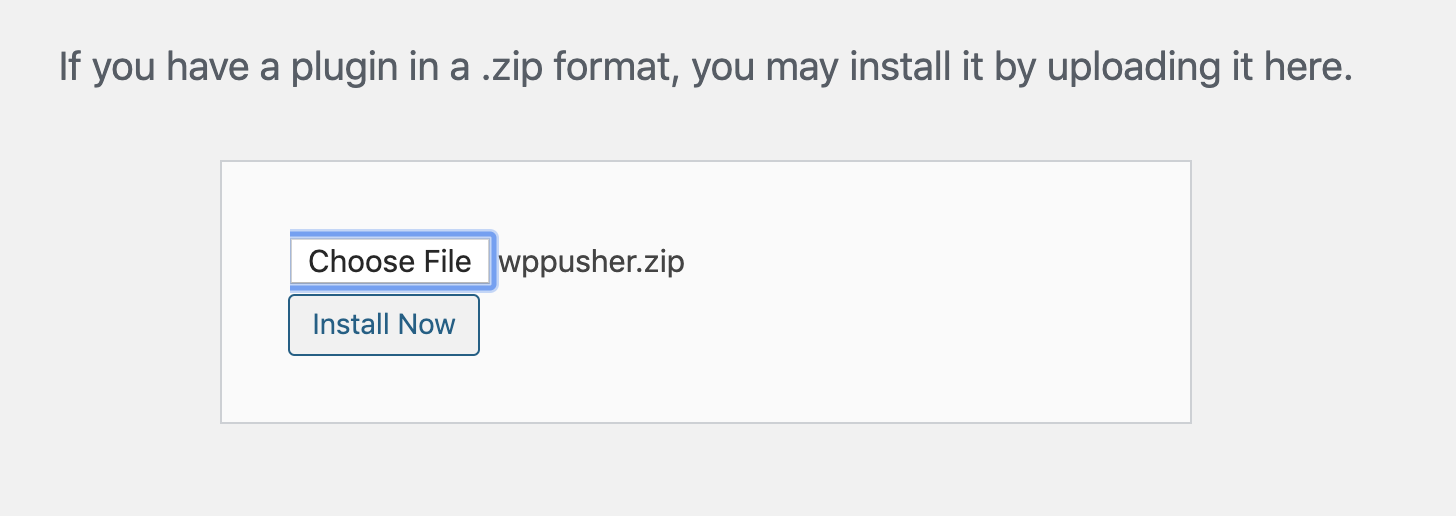 If you have a plugin in a .zip format, you may install it by uploading it here.
Choose File wppusher.zip
Install Now